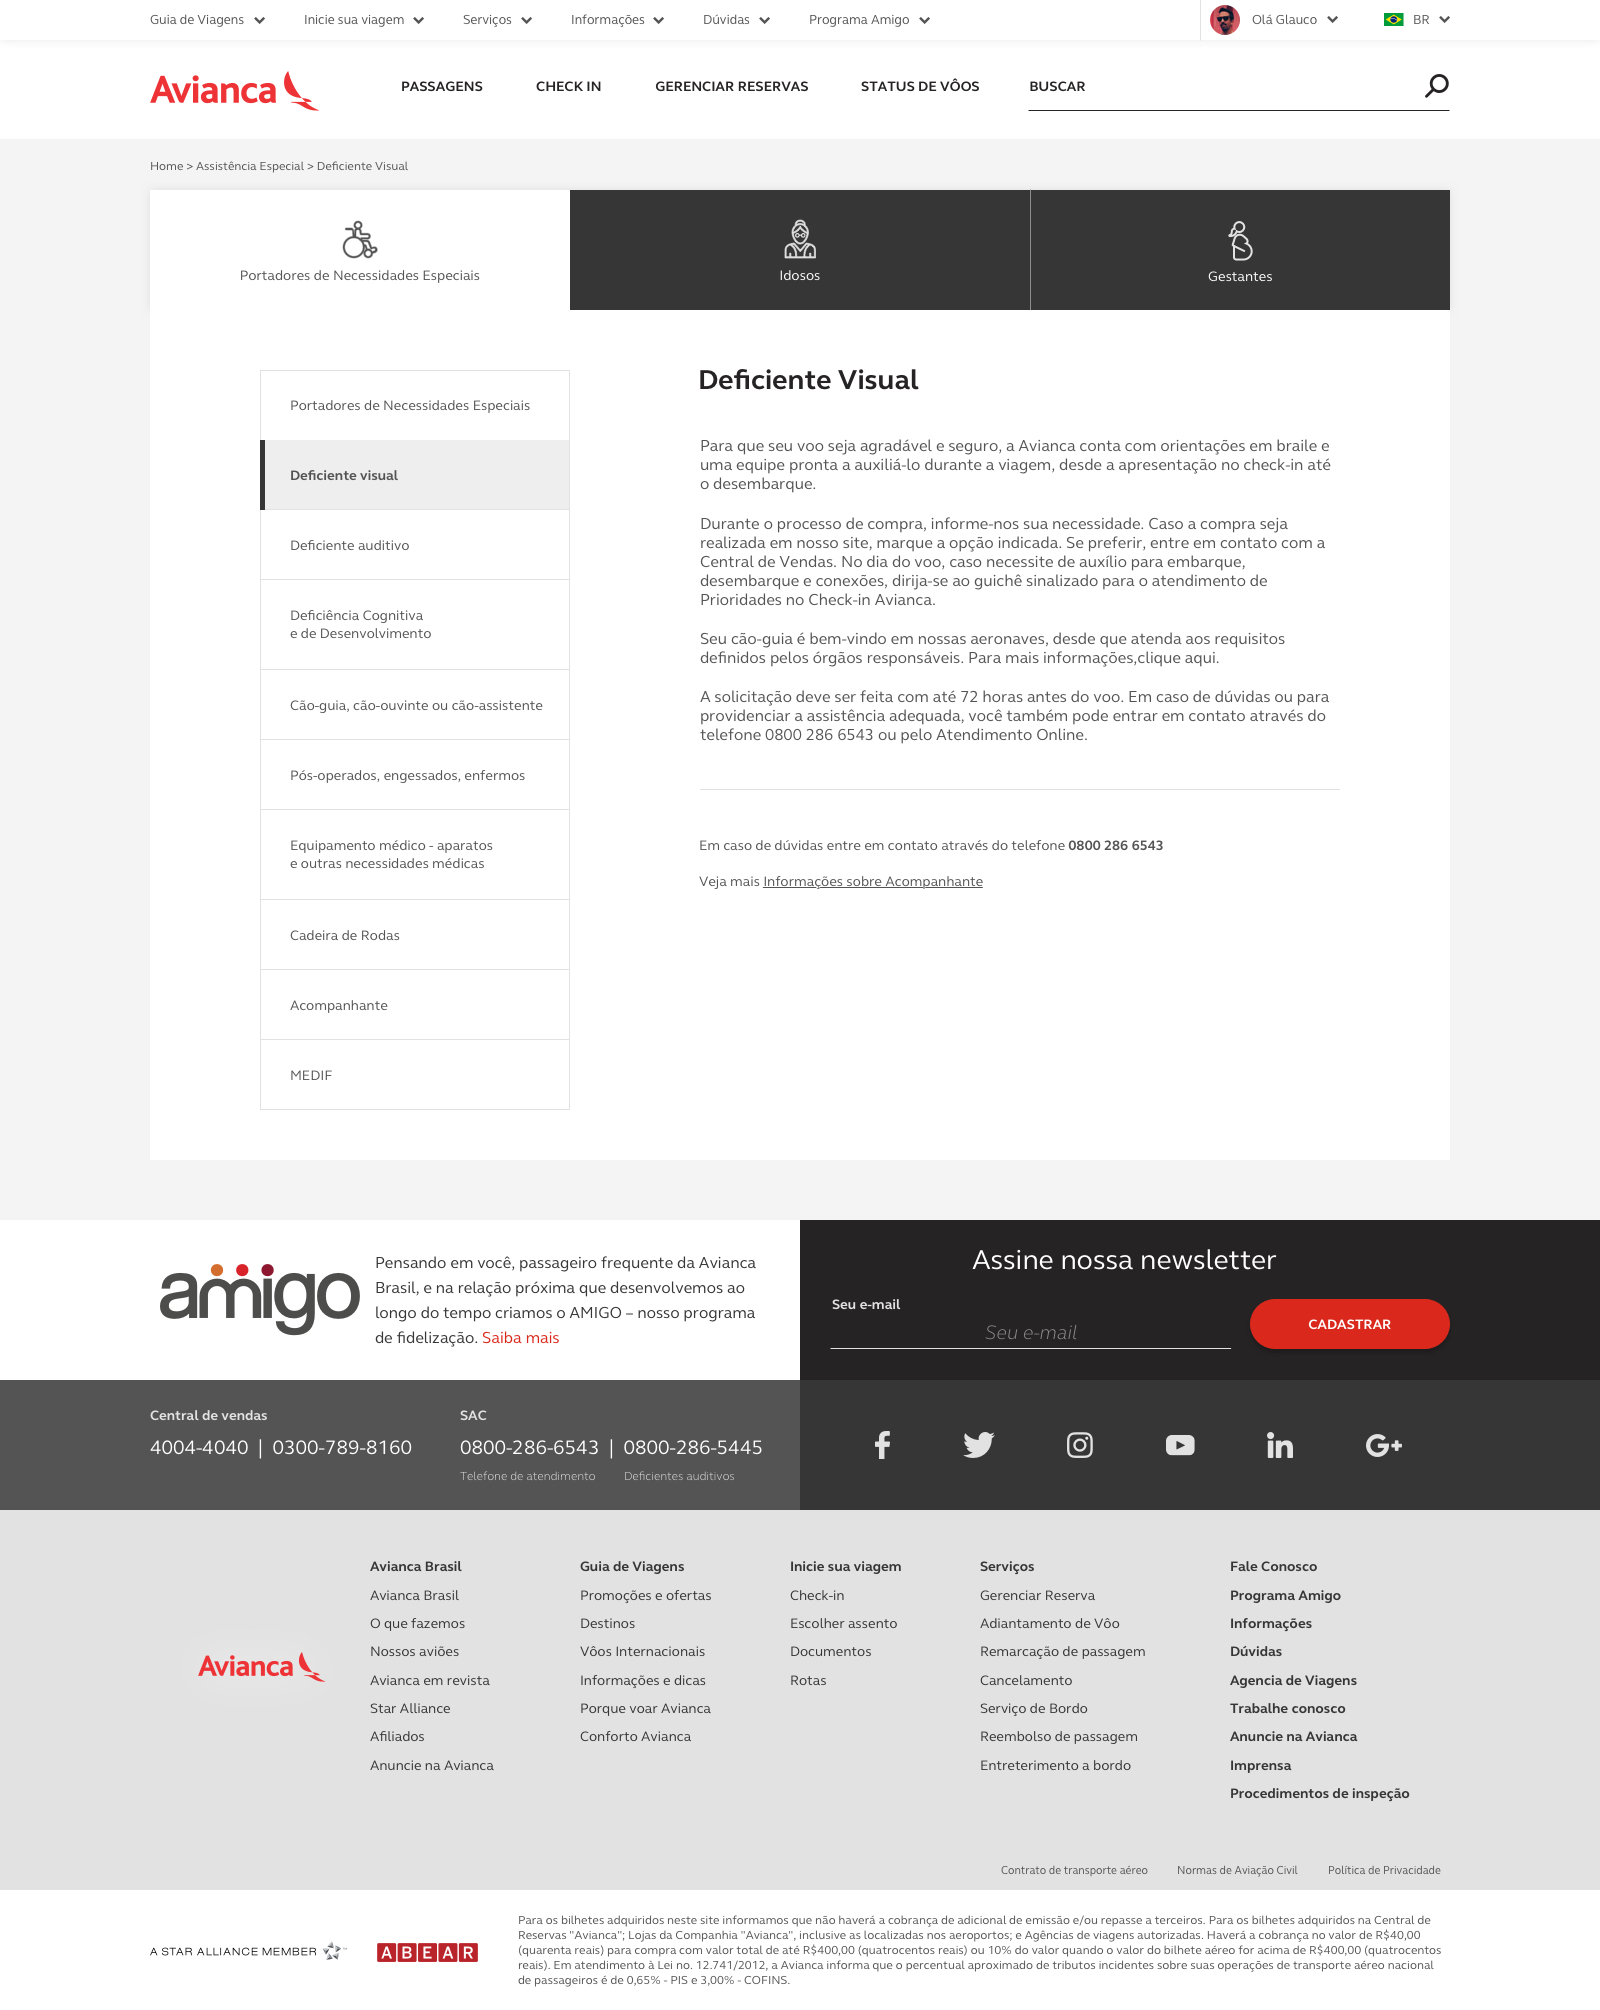 Guia de Viagens
Inicie sua viagem
Serviços
Informações
Dúvidas
Programa Amigo
Olá Glauco
BR
Avianca
PASSAGENS
CHECK IN
GERENCIAR RESERVAS
STATUS DE VÔOS
BUSCAR
Home > Assistência Especial > Deficiente Visual
Portadores de Necessidades Especiais
Idosos
Gestantes
Portadores de Necessidades Especiais
Deficiente visual
Deficiente auditivo
Deficiência Cognitiva
e de Desenvolvimento
Cão-guia, cão-ouvinte ou cão-assistente
Pós-operados, engessados, enfermos
Equipamento médico - aparatos
e outras necessidades médicas
Cadeira de Rodas
Acompanhante
MEDIF
Deficiente Visual
Para que seu voo seja agradável e seguro, a Avianca conta com orientações em braile e
uma equipe pronta a auxiliá-lo durante a viagem, desde a apresentação no check-in até
o desembarque.
Durante o processo de compra, informe-nos sua necessidade. Caso a compra seja
realizada em nosso site, marque a opção indicada. Se preferir, entre em contato com a
Central de Vendas. No dia do voo, caso necessite de auxílio para embarque,
desembarque e conexões, dirija-se ao guichê sinalizado para o atendimento de
Prioridades no Check-in Avianca.
Seu cão-guia é bem-vindo em nossas aeronaves, desde que atenda aos requisitos
definidos pelos órgãos responsáveis. Para mais informações,clique aqui.
A solicitação deve ser feita com até 72 horas antes do voo. Em caso de dúvidas ou para
providenciar a assistência adequada, você também pode entrar em contato através do
telefone 0800 286 6543 ou pelo Atendimento Online.
Em caso de dúvidas entre em contato através do telefone 0800 286 6543
Veja mais Informações sobre Acompanhante
amigo
Pensando em você, passageiro frequente da Avianca
Brasil, e na relação próxima que desenvolvemos ao
longo do tempo criamos o AMIGO – nosso programa
de fidelização. Saiba mais
Assine nossa newsletter
Seu e-mail
Seu e-mail
CADASTRAR
Central de vendas
4004-4040 | 0300-789-8160
SAC
0800-286-6543 | 0800-286-5445
Telefone de atendimento
Deficientes auditivos
Avianca
Avianca Brasil
Avianca Brasil
O que fazemos
Nossos aviões
Avianca em revista
Star Alliance
Afiliados
Anuncie na Avianca
Guia de Viagens
Promoções e ofertas
Destinos
Vôos Internacionais
Informações e dicas
Porque voar Avianca
Conforto Avianca
Inicie sua viagem
Check-in
Escolher assento
Documentos
Rotas
Serviços
Gerenciar Reserva
Adiantamento de Vôo
Remarcação de passagem
Cancelamento
Serviço de Bordo
Reembolso de passagem
Entreterimento a bordo
Fale Conosco
Programa Amigo
Informações
Dúvidas
Agencia de Viagens
Trabalhe conosco
Anuncie na Avianca
Imprensa
Procedimentos de inspeção
Contrato de transporte aéreo
Normas de Aviação Civil
Política de Privacidade
A STAR ALLIANCE MEMBER
ABEAR
Para os bilhetes adquiridos neste site informamos que não haverá a cobrança de adicional de emissão e/ou repasse a terceiros. Para os bilhetes adquiridos na Central de
Reservas "Avianca"; Lojas da Companhia "Avianca", inclusive as localizadas nos aeroportos; e Agências de viagens autorizadas. Haverá a cobrança no valor de R$40,00
(quarenta reais) para compra com valor total de até R$400,00 (quatrocentos reais) ou 10% do valor quando o valor do bilhete aéreo for acima de R$400,00 (quatrocentos
reais). Em atendimento à Lei no. 12.741/2012, a Avianca informa que o percentual aproximado de tributos incidentes sobre suas operações de transporte aéreo nacional
de passageiros é de 0,65% - PIS e 3,00% - COFINS.